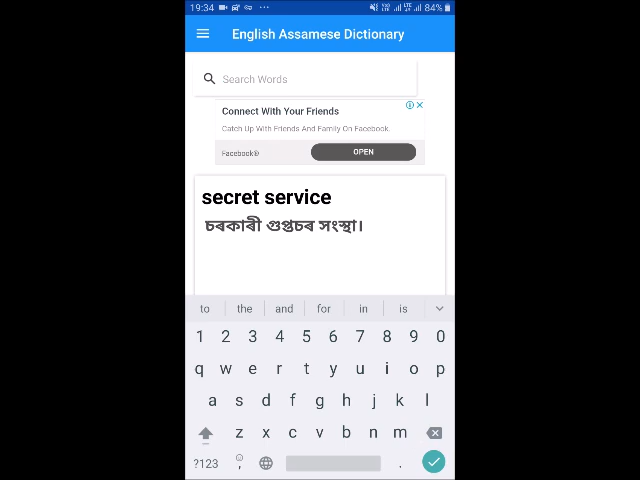 19:34 84%
English Assamese Dictionary
Search Words
Connect With Your Friends
Catch Up With Friends And Family On Facebook.
Facebook® OPEN
secret service
চৰকাৰী গুপ্তচৰ সংস্থা।
to the and for in is
1 2 3 4 5 6 7 8 9 0
q w e r t y u i o p
a s d f g h j k l
z x c v b n m
?123 , .